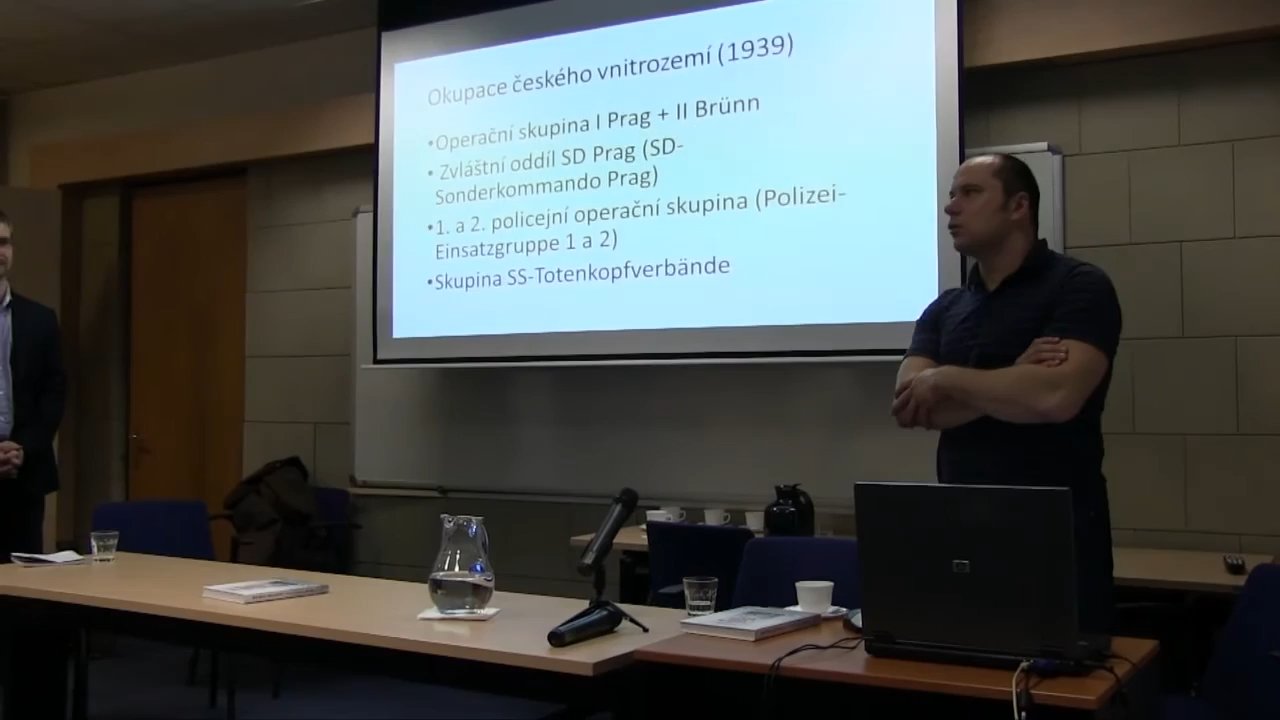 Okupace českého vnitrozemí (1939)
•Operační skupina I Prag + II Brünn
• Zvláštní oddíl SD Prag (SD-
Sonderkommando Prag)
•1. a 2. policejní operační skupina (Polizei-
Einsatzgruppe 1 a 2)
•Skupina SS-Totenkopfverbände